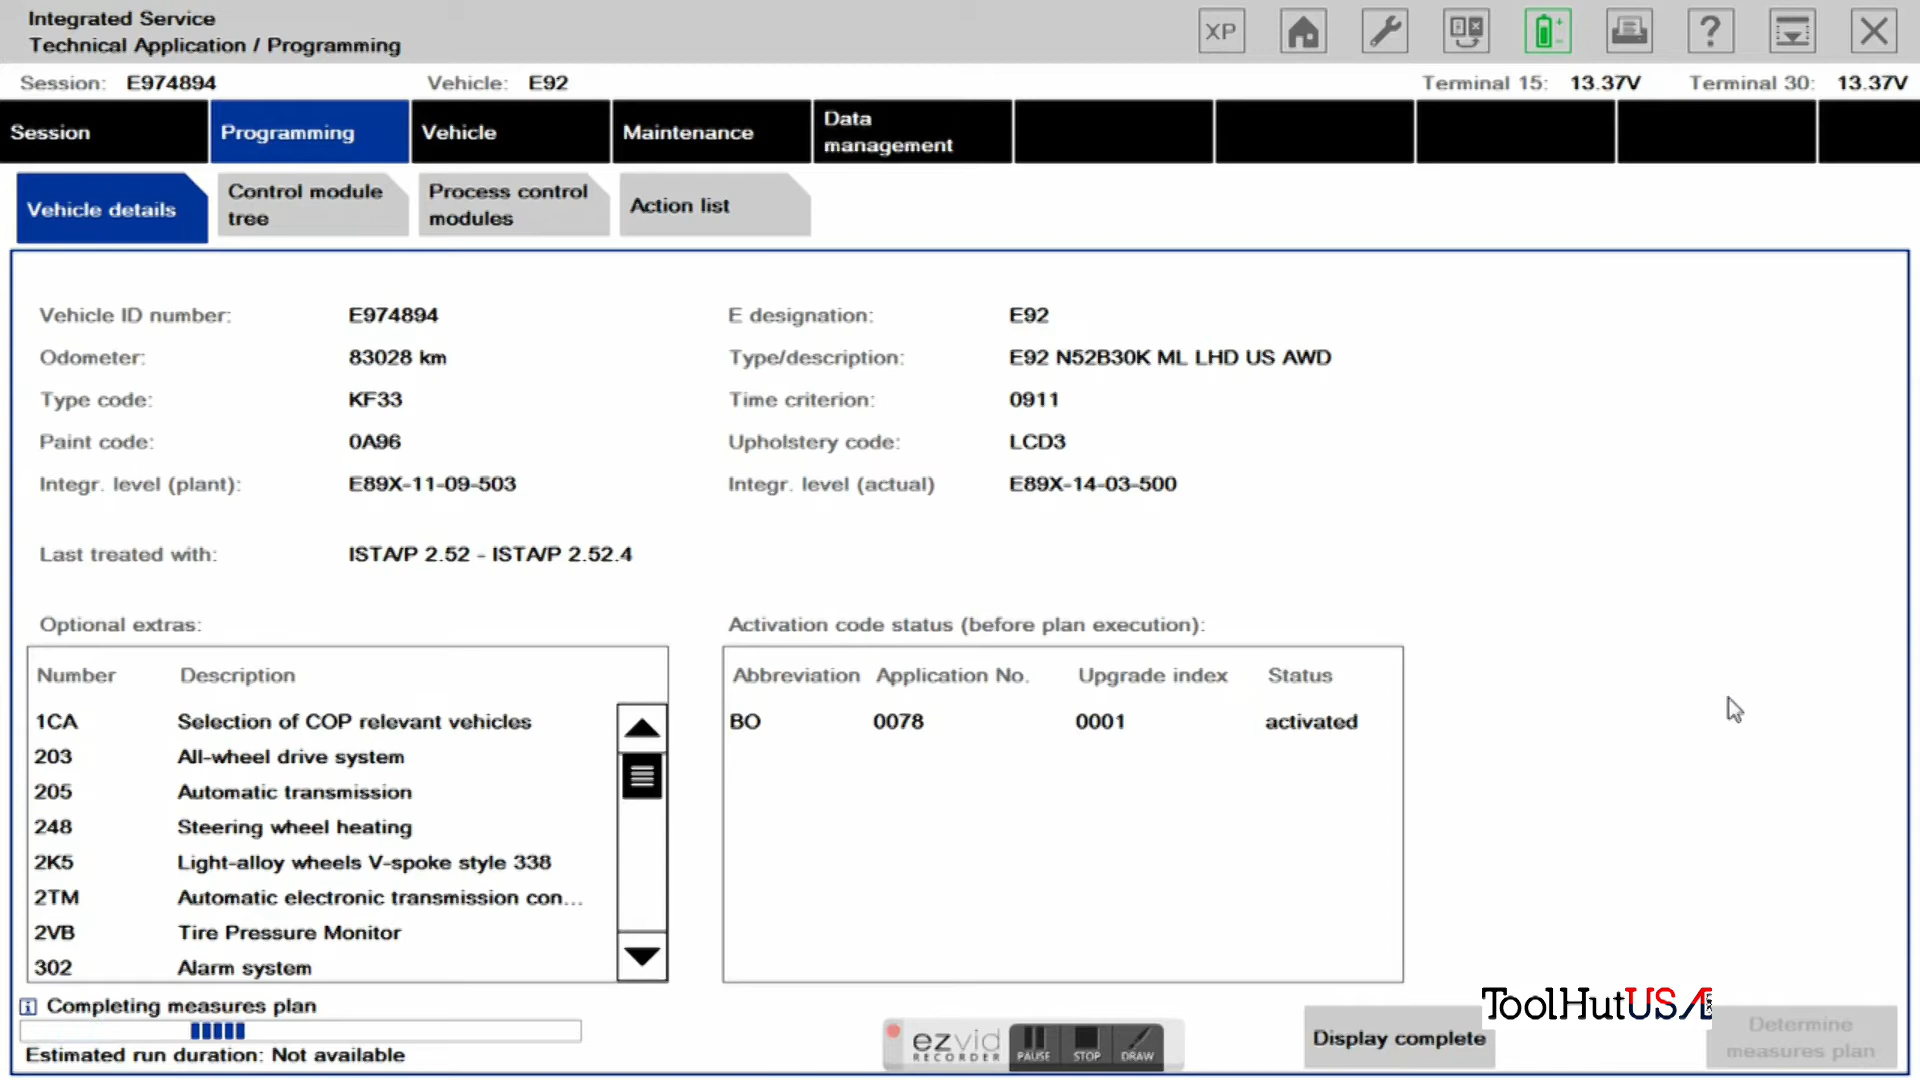 Integrated Service
Technical Application / Programming
XP
?
Session: E974894 Vehicle: E92 Terminal 15: 13.37V Terminal 30: 13.37V
Session Programming Vehicle Maintenance Data
management
Vehicle details Control module
tree Process control
modules Action list
Vehicle ID number: E974894 E designation: E92
Odometer: 83028 km Type/description: E92 N52B30K ML LHD US AWD
Type code: KF33 Time criterion: 0911
Paint code: 0A96 Upholstery code: LCD3
Integr. level (plant): E89X-11-09-503 Integr. level (actual) E89X-14-03-500
Last treated with: ISTA/P 2.52 - ISTA/P 2.52.4
Optional extras: Activation code status (before plan execution):
Number Description Abbreviation Application No. Upgrade index Status
1CA Selection of COP relevant vehicles BO 0078 0001 activated
203 All-wheel drive system
205 Automatic transmission
248 Steering wheel heating
2K5 Light-alloy wheels V-spoke style 338
2TM Automatic electronic transmission con...
2VB Tire Pressure Monitor
302 Alarm system
Completing measures plan
Estimated run duration: Not available
ezvid
RECORDER PAUSE STOP DRAW
Display complete
ToolHutUSA
Determine
measures plan